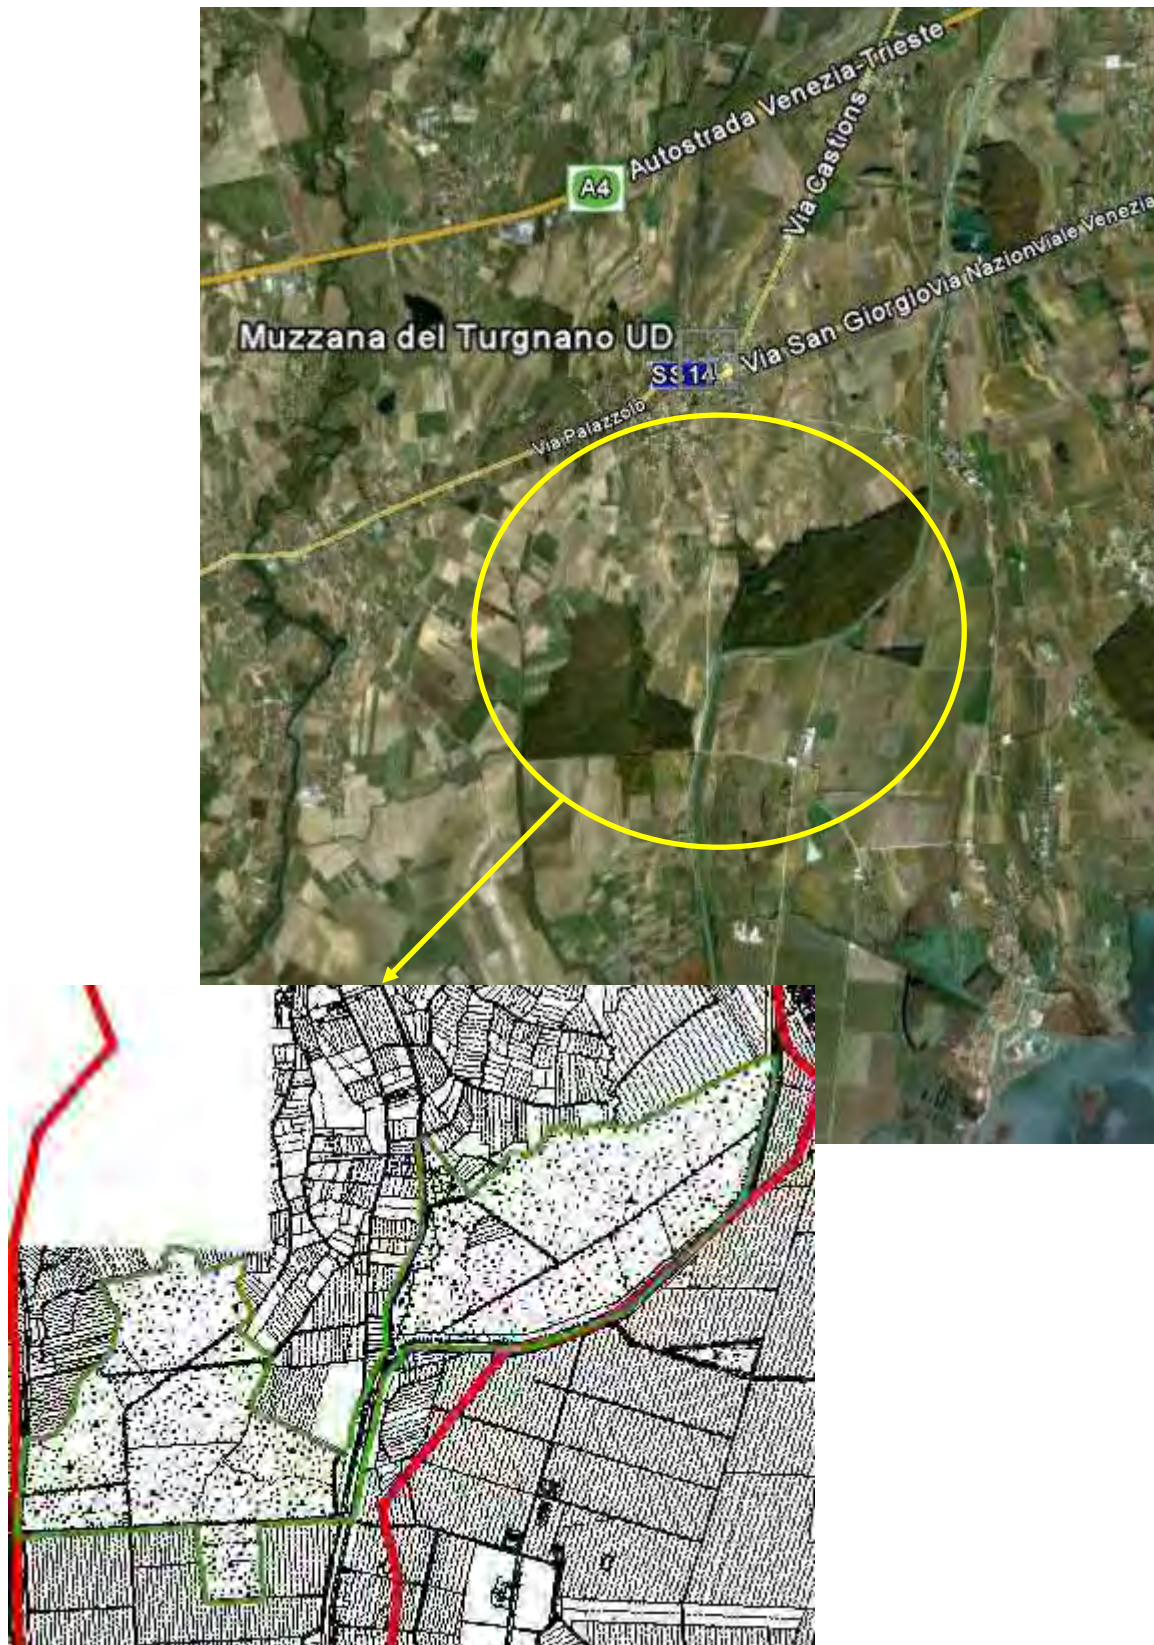 Autostrada Venezia-Trieste
A4
Via Castions
Viale Venezia
Via Nazion
Via San Giorgio
Muzzana del Turgnano UD
SS14
Via Palazzolo